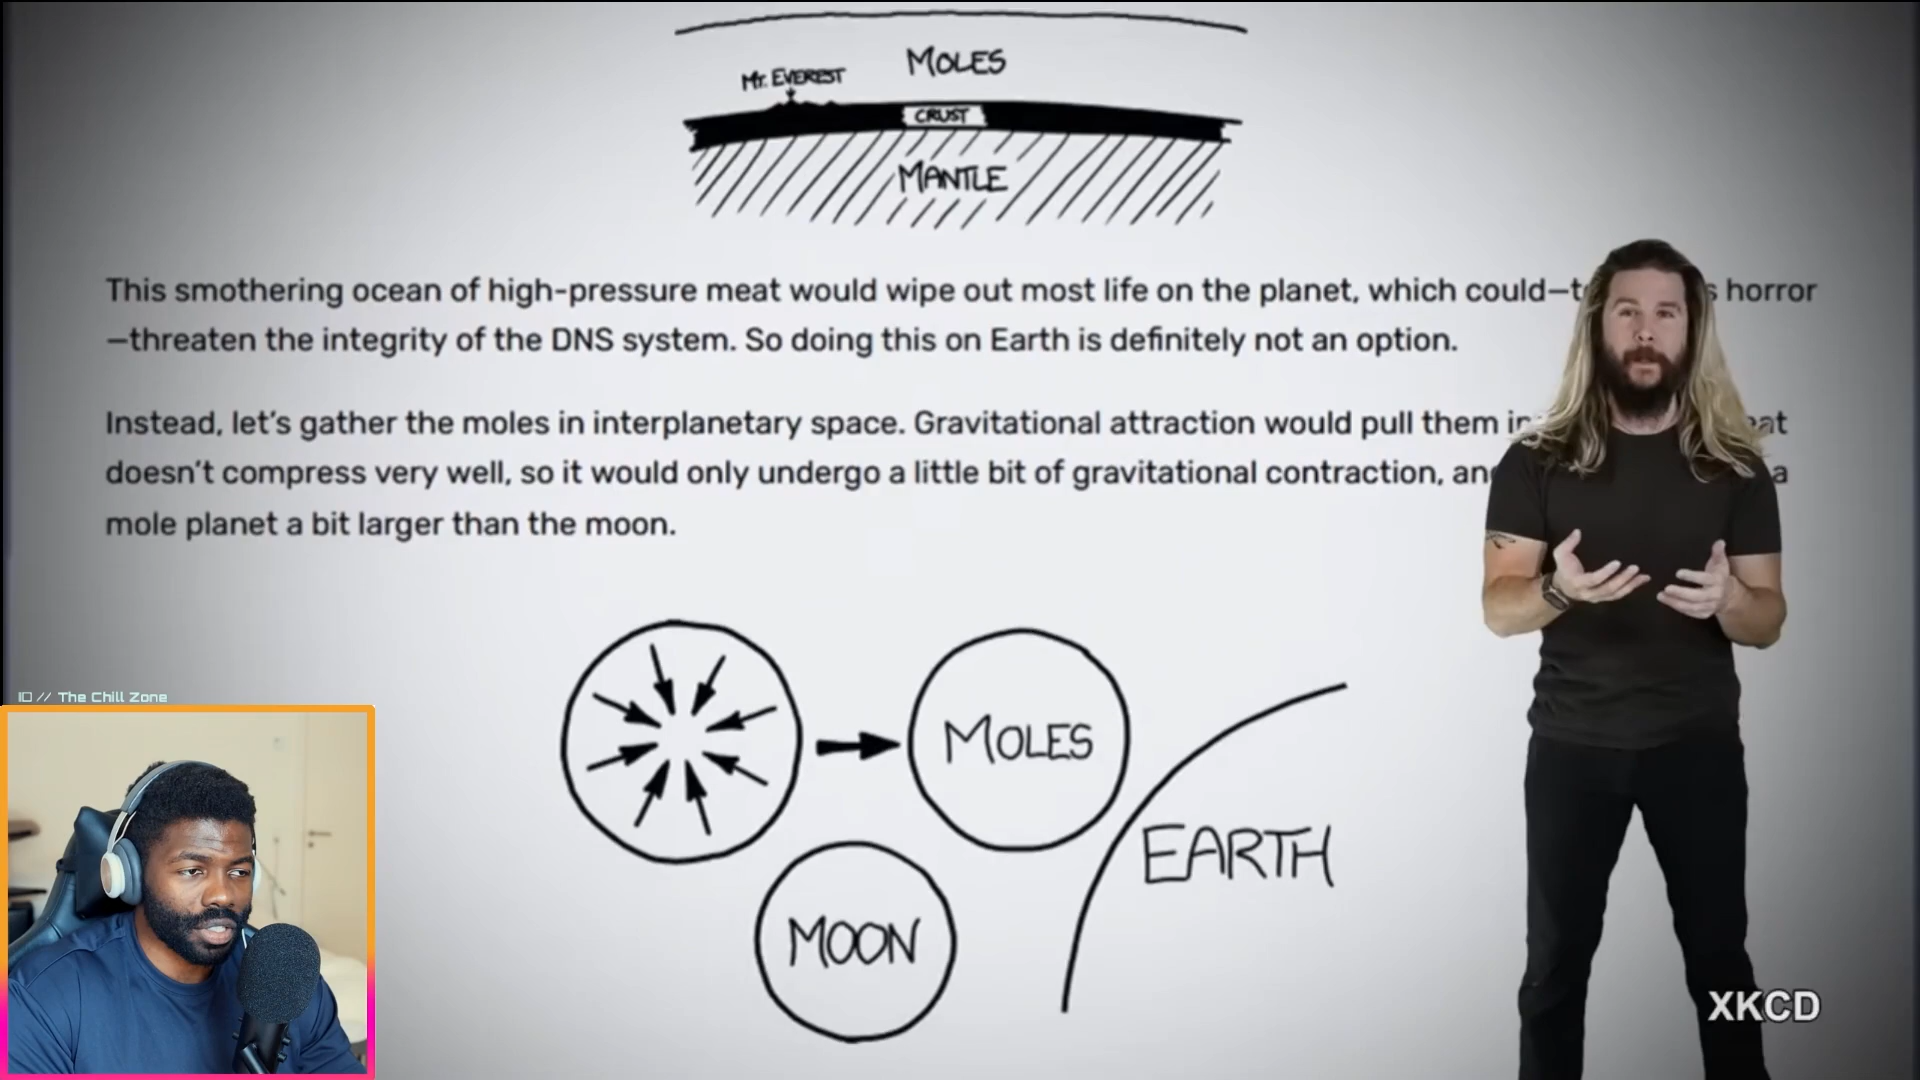 MOLES
MT. EVEREST
CRUST
MANTLE
This smothering ocean of high-pressure meat would wipe out most life on the planet, which could—t s horror
—threaten the integrity of the DNS system. So doing this on Earth is definitely not an option.
Instead, let's gather the moles in interplanetary space. Gravitational attraction would pull them in eat
doesn't compress very well, so it would only undergo a little bit of gravitational contraction, and a
mole planet a bit larger than the moon.
// The Chill Zone
MOLES
EARTH
MOON
XKCD